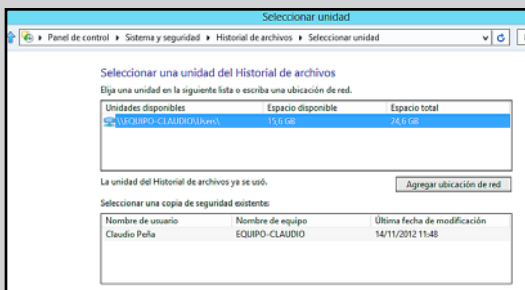 Seleccionar unidad
Panel de control ▸ Sistema y seguridad ▸ Historial de archivos ▸ Seleccionar unidad
Seleccionar una unidad del Historial de archivos
Elija una unidad en la siguiente lista o escriba una ubicación de red.
Unidades disponibles Espacio disponible Espacio total
\\EQUIPO-CLAUDIO\Users\ 15,6 GB 24,6 GB
La unidad del Historial de archivos ya se usó. Agregar ubicación de red
Seleccionar una copia de seguridad existente:
Nombre de usuario Nombre de equipo Última fecha de modificación
Claudio Peña EQUIPO-CLAUDIO 14/11/2012 11:48